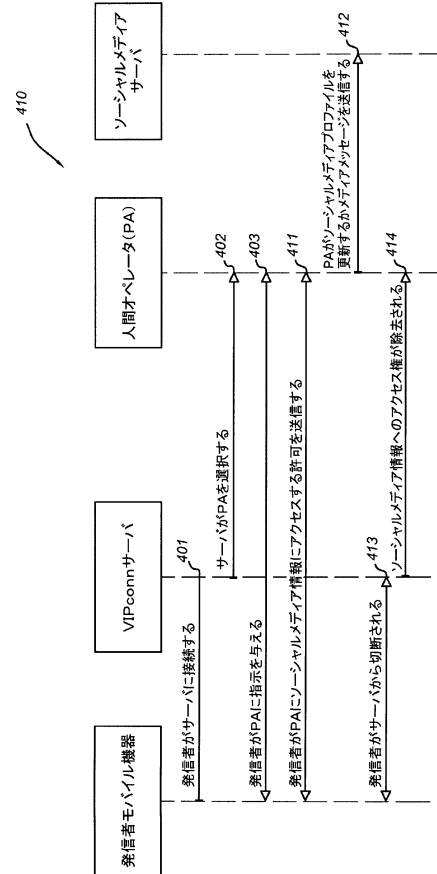 410
発信者モバイル機器
VIPconnサーバ
人間オペレータ(PA)
ソーシャルメディア
サーバ
発信者がサーバに接続する
401
サーバがPAを選択する
402
発信者がPAに指示を与える
403
発信者がPAにソーシャルメディア情報にアクセスする許可を送信する
411
PAがソーシャルメディアプロファイルを
更新するかメディアメッセージを送信する
412
発信者がサーバから切断される
413
ソーシャルメディア情報へのアクセス権が除去される
414